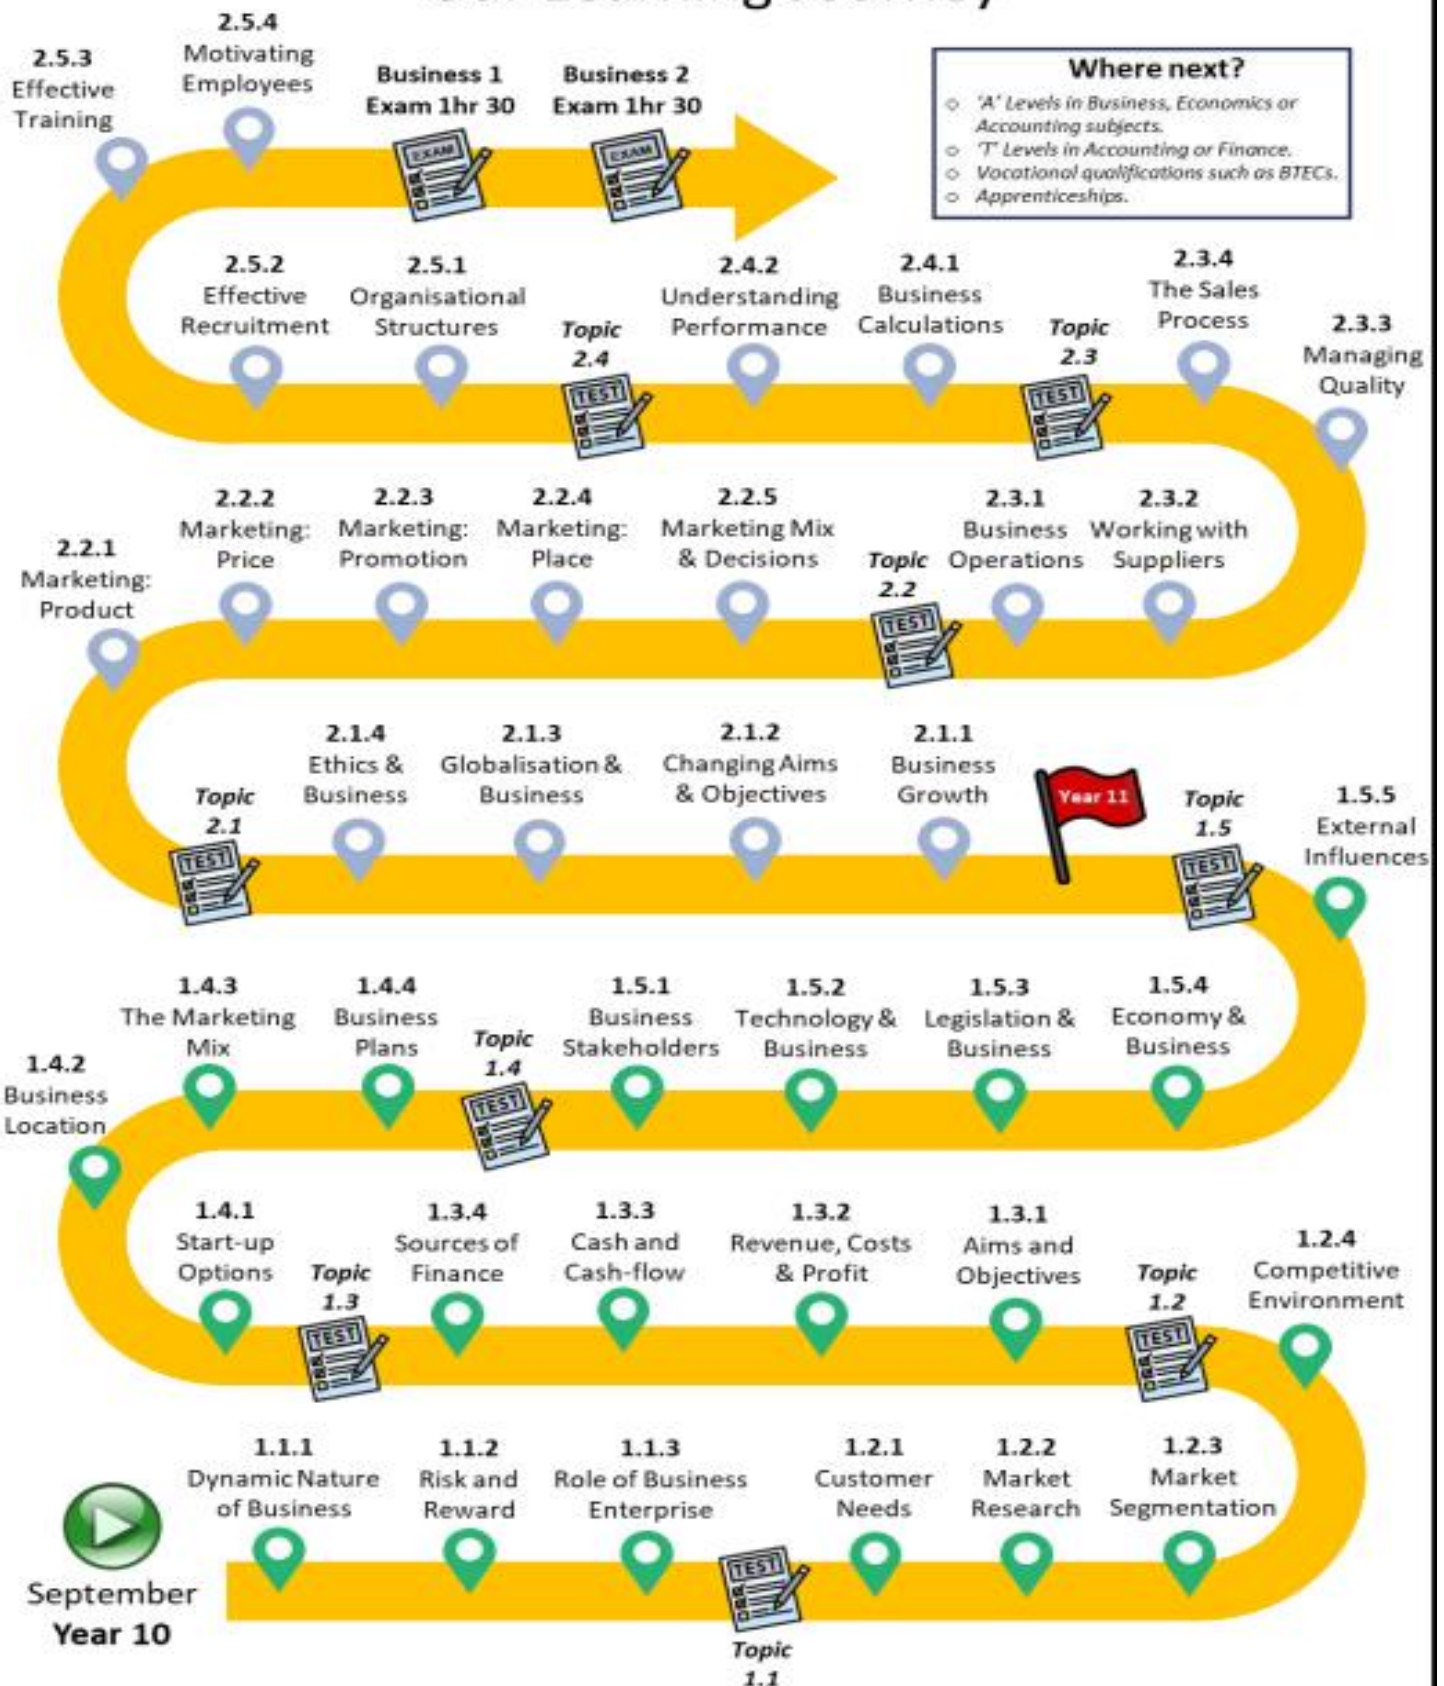 2.5.4
Motivating
Employees
2.5.3
Effective
Training
Business 1
Exam 1hr 30
Business 2
Exam 1hr 30
EXAM
EXAM
Where next?
'A' Levels in Business, Economics or
Accounting subjects.
'T' Levels in Accounting or Finance.
Vocational qualifications such as BTECs.
Apprenticeships.
2.5.2
Effective
Recruitment
2.5.1
Organisational
Structures
Topic
2.4
TEST
2.4.2
Understanding
Performance
2.4.1
Business
Calculations
Topic
2.3
TEST
2.3.4
The Sales
Process
2.3.3
Managing
Quality
2.2.1
Marketing:
Product
2.2.2
Marketing:
Price
2.2.3
Marketing:
Promotion
2.2.4
Marketing:
Place
2.2.5
Marketing Mix
& Decisions
Topic
2.2
TEST
2.3.1
Business
Operations
2.3.2
Working with
Suppliers
Topic
2.1
TEST
2.1.4
Ethics &
Business
2.1.3
Globalisation &
Business
2.1.2
Changing Aims
& Objectives
2.1.1
Business
Growth
Year 11
Topic
1.5
TEST
1.5.5
External
Influences
1.4.2
Business
Location
1.4.3
The Marketing
Mix
1.4.4
Business
Plans
Topic
1.4
TEST
1.5.1
Business
Stakeholders
1.5.2
Technology &
Business
1.5.3
Legislation &
Business
1.5.4
Economy &
Business
1.4.1
Start-up
Options
Topic
1.3
TEST
1.3.4
Sources of
Finance
1.3.3
Cash and
Cash-flow
1.3.2
Revenue, Costs
& Profit
1.3.1
Aims and
Objectives
Topic
1.2
TEST
1.2.4
Competitive
Environment
September
Year 10
1.1.1
Dynamic Nature
of Business
1.1.2
Risk and
Reward
1.1.3
Role of Business
Enterprise
TEST
Topic
1.1
1.2.1
Customer
Needs
1.2.2
Market
Research
1.2.3
Market
Segmentation